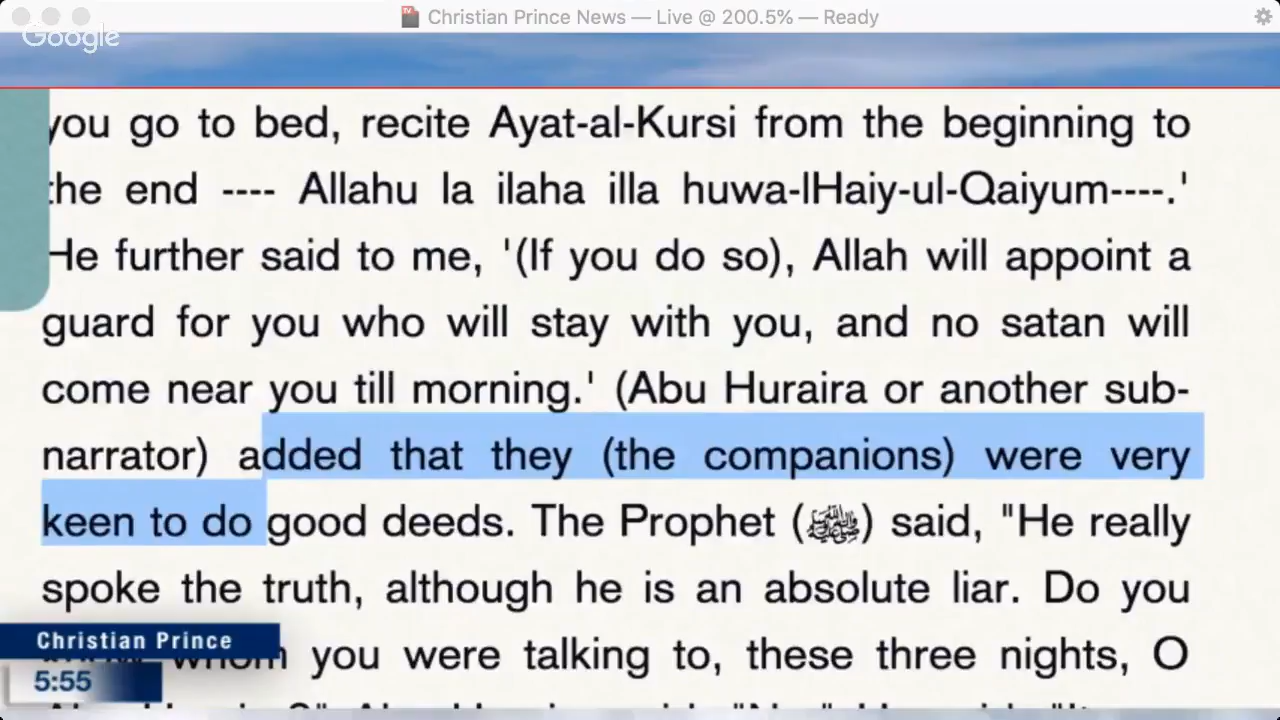 Christian Prince News — Live @ 200.5% — Ready
Google
you go to bed, recite Ayat-al-Kursi from the beginning to
the end ---- Allahu la ilaha illa huwa-lHaiy-ul-Qaiyum----.'
He further said to me, '(If you do so), Allah will appoint a
guard for you who will stay with you, and no satan will
come near you till morning.' (Abu Huraira or another sub-
narrator) added that they (the companions) were very
keen to do good deeds. The Prophet (ﷺ) said, "He really
spoke the truth, although he is an absolute liar. Do you
whom you were talking to, these three nights, O
Christian Prince
5:55